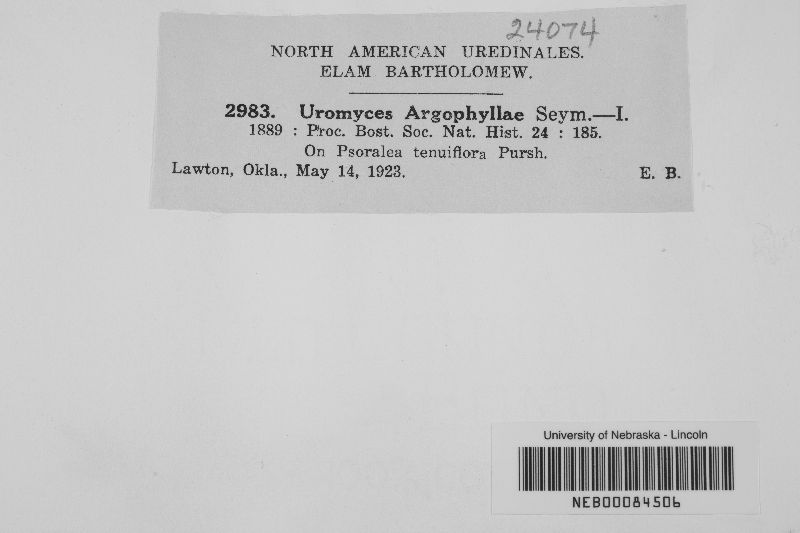 24074
NORTH AMERICAN UREDINALES.
ELAM BARTHOLOMEW.
2983. Uromyces Argophyllae Seym.—I.
1889 : Proc. Bost. Soc. Nat. Hist. 24 : 185.
On Psoralea tenuiflora Pursh.
Lawton, Okla., May 14, 1923. E. B.
University of Nebraska - Lincoln
NEB00084506